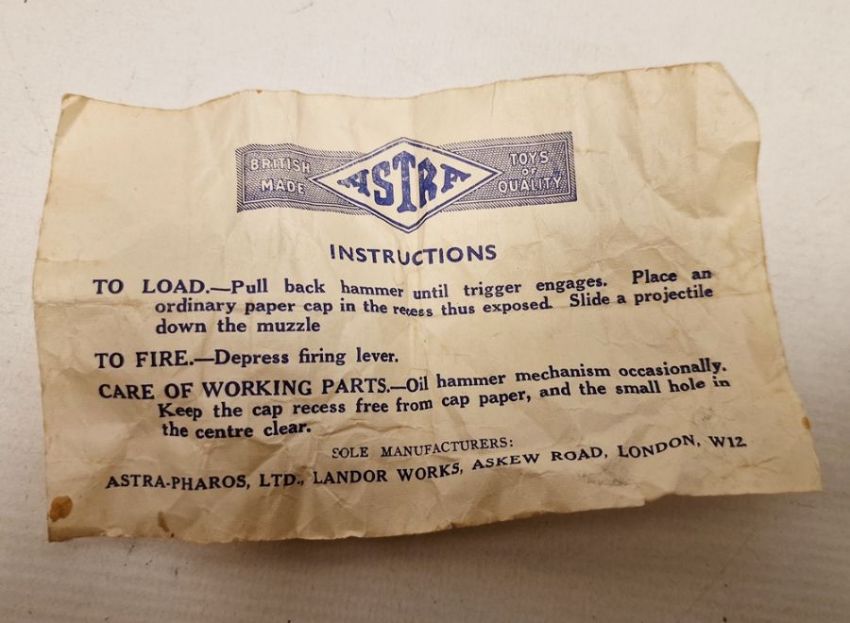 BRITISH MADE
ASTRA
TOYS OF QUALITY
INSTRUCTIONS
TO LOAD.—Pull back hammer until trigger engages. Place an
ordinary paper cap in the recess thus exposed. Slide a projectile
down the muzzle
TO FIRE.—Depress firing lever.
CARE OF WORKING PARTS.—Oil hammer mechanism occasionally.
Keep the cap recess free from cap paper, and the small hole in
the centre clear.
SOLE MANUFACTURERS:
ASTRA-PHAROS, LTD., LANDOR WORKS, ASKEW ROAD, LONDON, W12